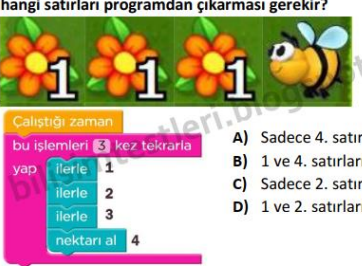 hangi satırları programdan çıkarması gerekir?
1 1 1
Çalıştığı zaman
bu işlemleri 3 kez tekrarla
yap ilerle 1
ilerle 2
ilerle 3
nektarı al 4
A) Sadece 4. satır
B) 1 ve 4. satırlar
C) Sadece 2. satır
D) 1 ve 2. satırlar